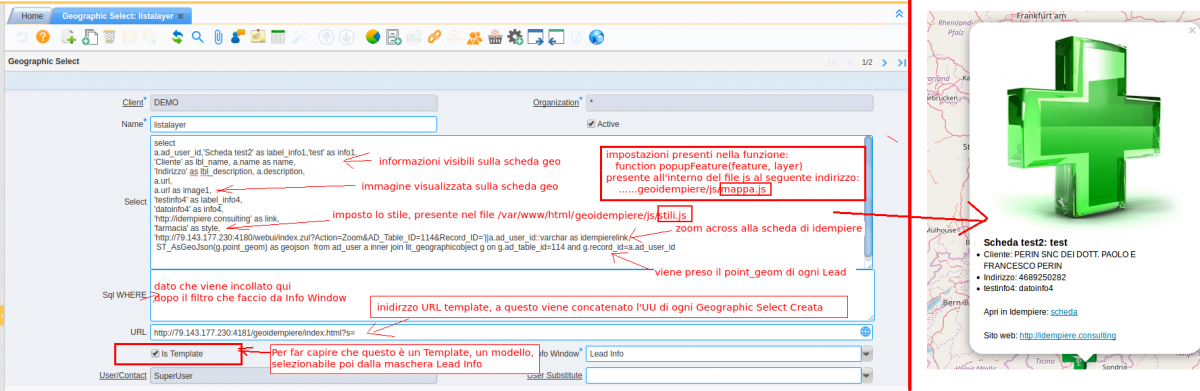 Home
Geographic Select: listalayer
Geographic Select
1/2
Client*
DEMO
Organization*
*
Name*
listalayer
Active
Select
select
a.ad_user_id,'Scheda test2' as label_info1,'test' as info1,
'Cliente' as lbl_name, a.name as name,
'Indirizzo' as lbl_description, a.description,
a.url,
a.url as image1,
'testinfo4' as label_info4,
'datoinfo4' as info4,
'http://idempiere.consulting' as link,
'farmacia' as style,
'http://79.143.177.230:4180/webui/index.zul?Action=Zoom&AD_Table_ID=114&Record_ID='||a.ad_user_id::varchar as idempierelink,
ST_AsGeoJson(g.point_geom) as geojson from ad_user a inner join lit_geographicobject g on g.ad_table_id=114 and g.record_id=a.ad_user_id
informazioni visibili sulla scheda geo
immagine visualizzata sulla scheda geo
imposto lo stile, presente nel file /var/www/html/geoidempiere/js/stili.js
impostazioni presenti nella funzione:
function popupFeature(feature, layer)
presente all'interno del file js al seguente indirizzo:
......geoidempiere/js/mappa.js
zoom across alla scheda di idempiere
viene preso il point_geom di ogni Lead
Sql WHERE
dato che viene incollato qui
dopo il filtro che faccio da Info Window
inidirzzo URL template, a questo viene concatenato l'UU di ogni Geographic Select Creata
URL
http://79.143.177.230:4181/geoidempiere/index.html?s=
Is Template
Per far capire che questo è un Template, un modello,
selezionabile poi dalla maschera Lead Info
nfo Window*
Lead Info
User/Contact
SuperUser
User Substitute
Frankfurt am
Rheinland-
Pfalz
Mulhouse
Ticino
Sondrio
×
Scheda test2: test
Cliente: PERIN SNC DEI DOTT. PAOLO E
FRANCESCO PERIN
Indirizzo: 4689250282
testinfo4: datoinfo4
Apri in Idempiere: scheda
Sito web: http://idempiere.consulting